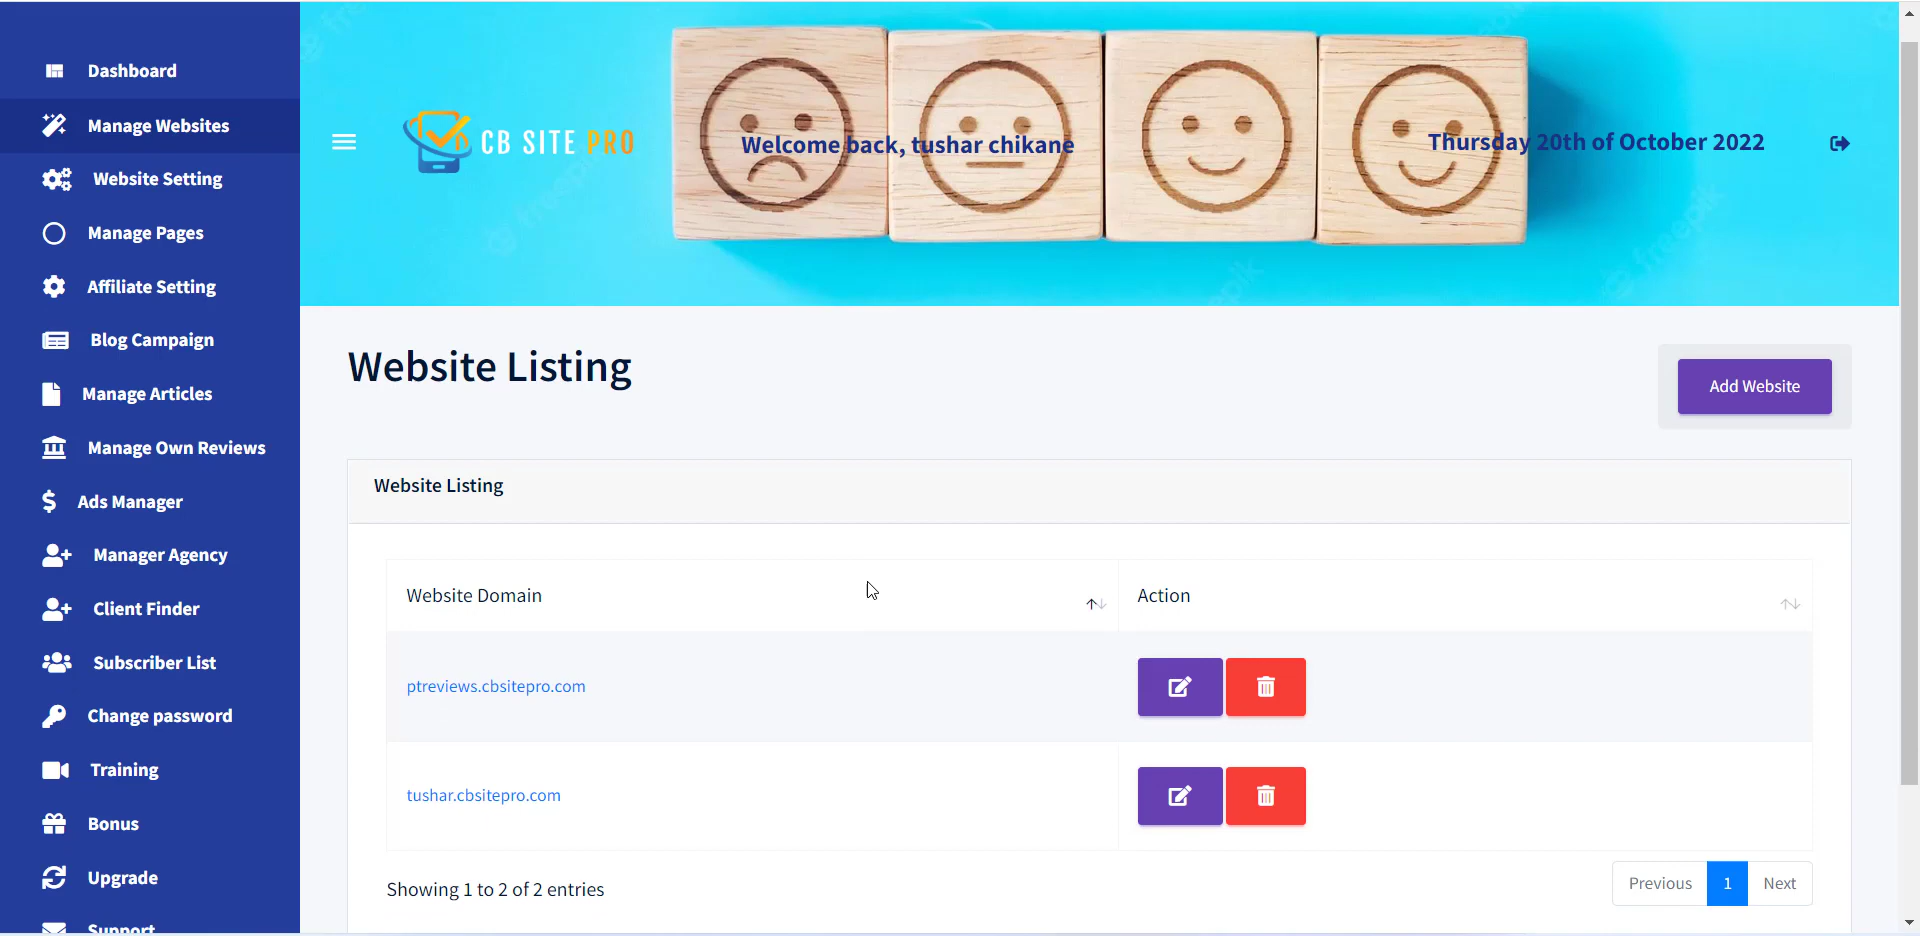 Dashboard
Manage Websites
Website Setting
Manage Pages
Affiliate Setting
Blog Campaign
Manage Articles
Manage Own Reviews
Ads Manager
Manager Agency
Client Finder
Subscriber List
Change password
Training
Bonus
Upgrade
Support
CB SITE PRO
Welcome back, tushar chikane
Thursday 20th of October 2022
freepik
Website Listing
Add Website
Website Listing
Website Domain
Action
ptreviews.cbsitepro.com
tushar.cbsitepro.com
Showing 1 to 2 of 2 entries
Previous 1 Next